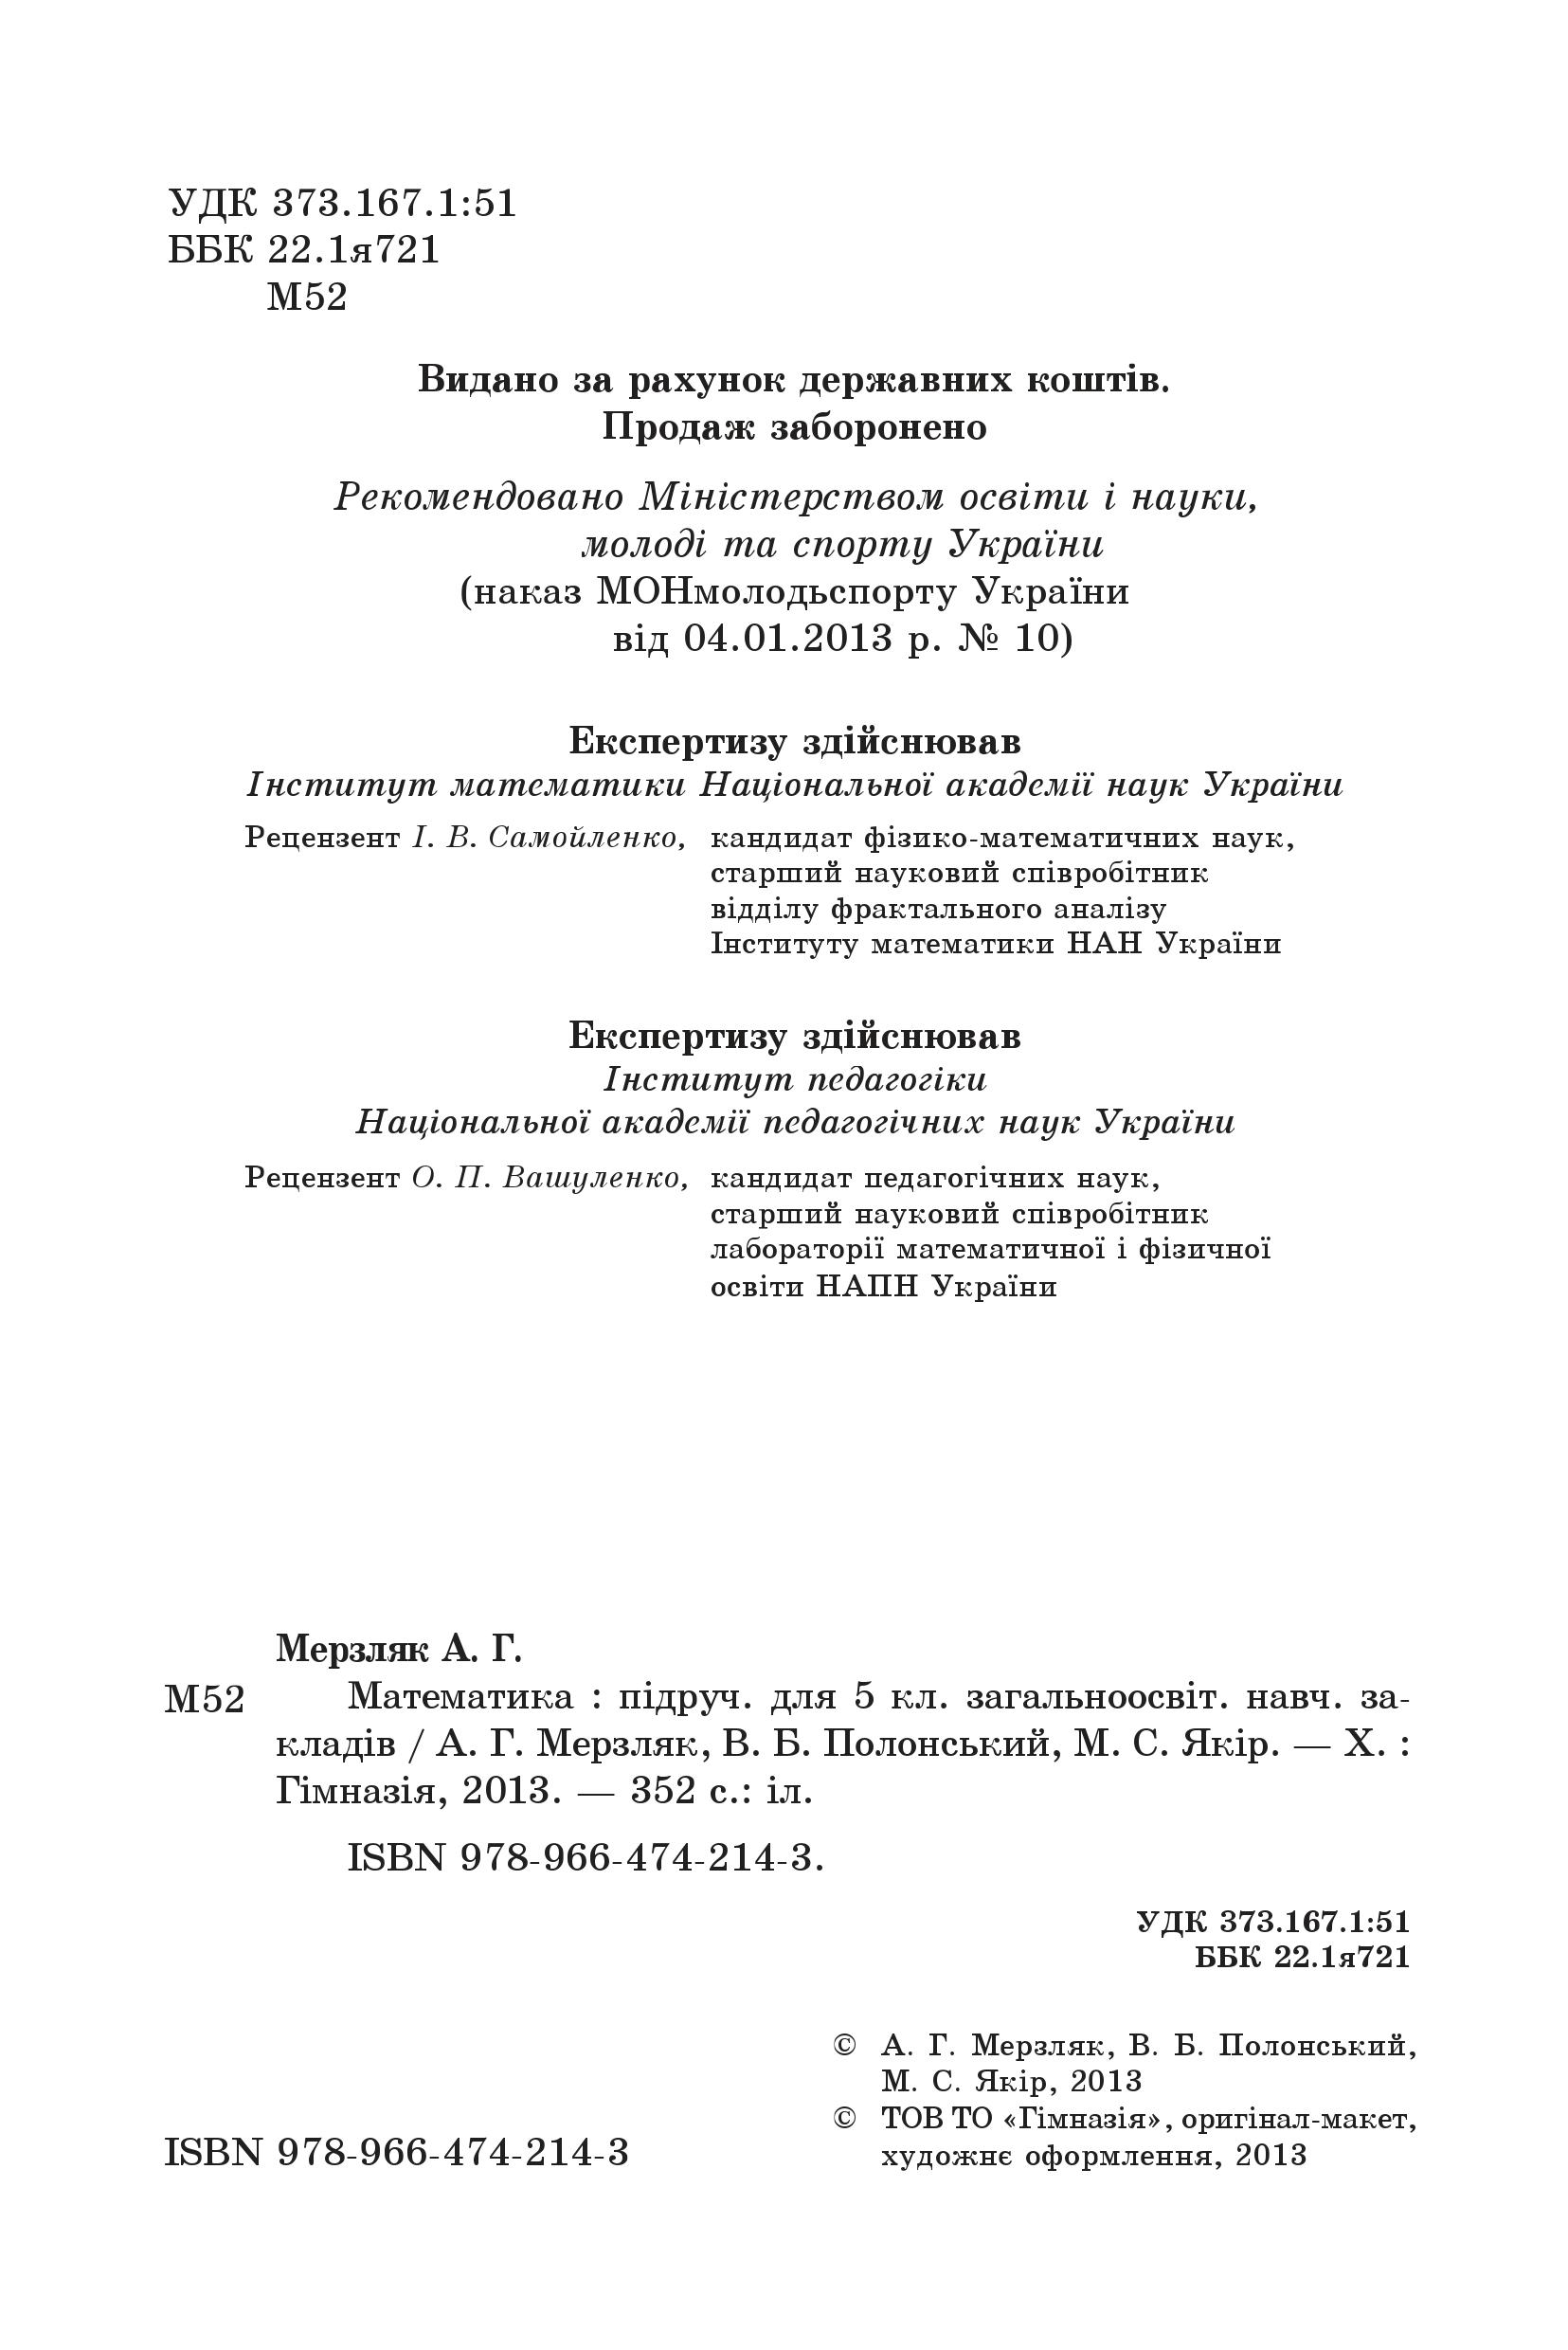 УДК 373.167.1:51
ББК 22.1я721
М52
Видано за рахунок державних коштів.
Продаж заборонено
Рекомендовано Міністерством освіти і науки,
молоді та спорту України
(наказ МОНмолодьспорту України
від 04.01.2013 р. № 10)
Експертизу здійснював
Інститут математики Національної академії наук України
Рецензент І. В. Самойленко, кандидат фізико-математичних наук,
старший науковий співробітник
відділу фрактального аналізу
Інституту математики НАН України
Експертизу здійснював
Інститут педагогіки
Національної академії педагогічних наук України
Рецензент О. П. Вашуленко, кандидат педагогічних наук,
старший науковий співробітник
лабораторії математичної і фізичної
освіти НАПН України
Мерзляк А. Г.
М52 Математика : підруч. для 5 кл. загальноосвіт. навч. за-
кладів / А. Г. Мерзляк, В. Б. Полонський, М. С. Якір. — Х. :
Гімназія, 2013. — 352 с.: іл.
ISBN 978-966-474-214-3.
УДК 373.167.1:51
ББК 22.1я721
© А. Г. Мерзляк, В. Б. Полонський,
М. С. Якір, 2013
© ТОВ ТО «Гімназія», оригінал-макет,
художнє оформлення, 2013
ISBN 978-966-474-214-3